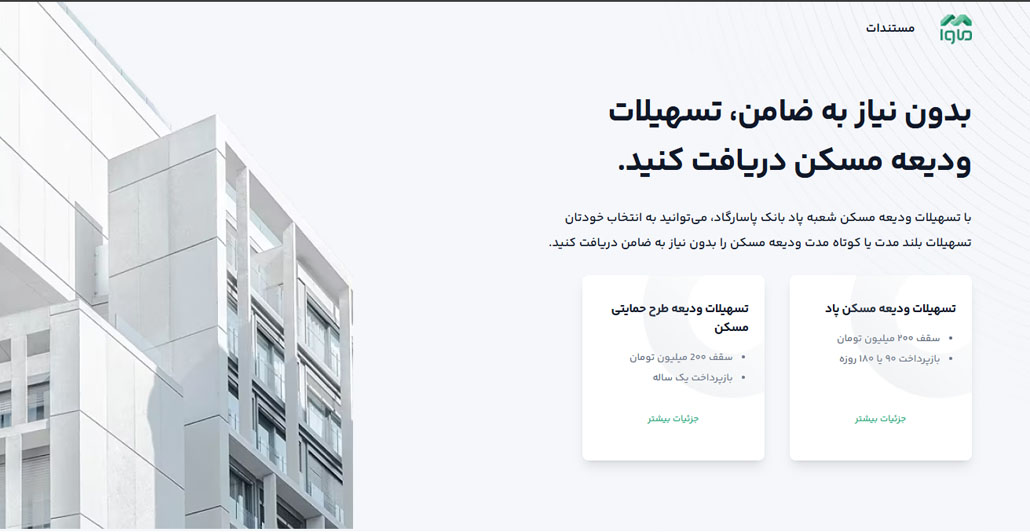 ماوا
مستندات
بدون نیاز به ضامن، تسهیلات
ودیعه مسکن دریافت کنید.
با تسهیلات ودیعه مسکن شعبه پاد بانک پاسارگاد، می‌توانید به انتخاب خودتان
تسهیلات بلند مدت یا کوتاه مدت ودیعه مسکن را بدون نیاز به ضامن دریافت کنید.
تسهیلات ودیعه مسکن پاد
سقف ۲۰۰ میلیون تومان
بازپرداخت ۹۰ یا ۱۸۰ روزه
جزئیات بیشتر
تسهیلات ودیعه طرح حمایتی
مسکن
سقف 200 میلیون تومان
بازپرداخت یک ساله
جزئیات بیشتر